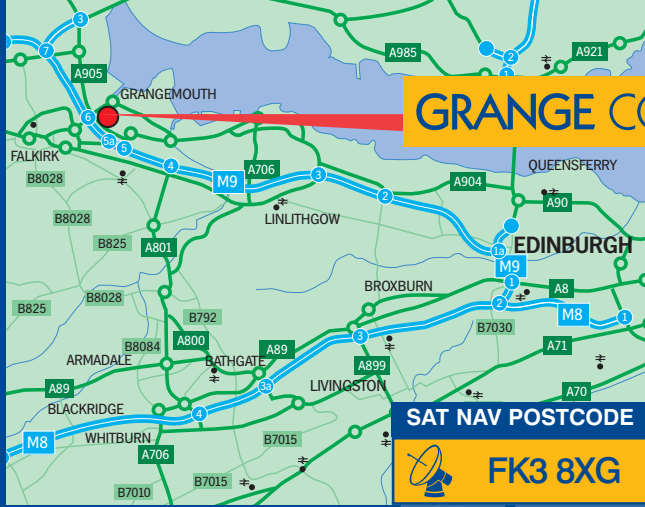 3
7
2
A985
A921
A905
1
GRANGEMOUTH
GRANGE CO
6
5a
5
FALKIRK
4
A706
QUEENSFERRY
B8028
M9
3
2
A904
A90
B8028
LINLITHGOW
B825
A801
1a
EDINBURGH
M9
BROXBURN
1
A8
B825
B8028
B792
2
M8
1
B7030
B8084
A800
3
A71
ARMADALE
BATHGATE
A89
A899
A89
3a
LIVINGSTON
A70
BLACKRIDGE
4
SAT NAV POSTCODE
M8
WHITBURN
B7015
A706
FK3 8XG
B7015
B7010